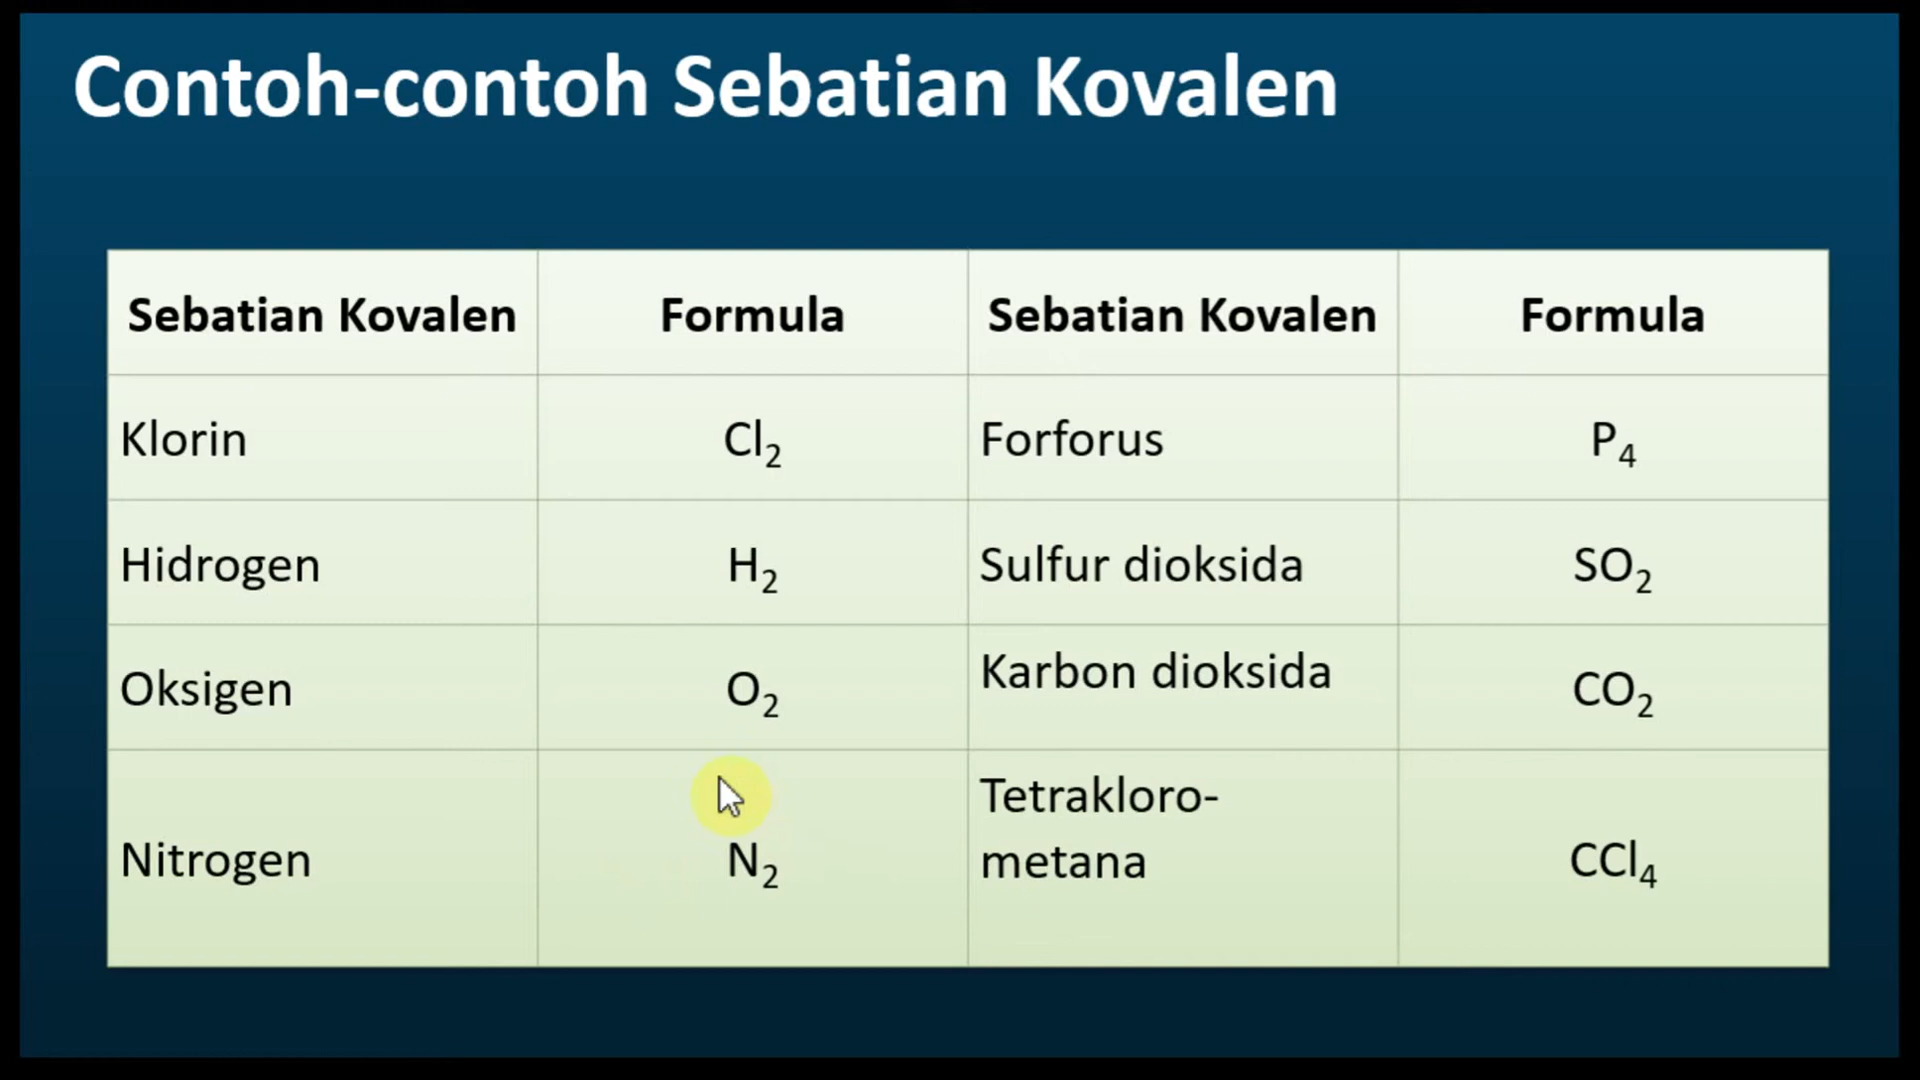 Contoh-contoh Sebatian Kovalen
Sebatian Kovalen Formula Sebatian Kovalen Formula
Klorin Cl₂ Forforus P₄
Hidrogen H₂ Sulfur dioksida SO₂
Oksigen O₂ Karbon dioksida CO₂
Nitrogen N₂ Tetrakloro-
metana CCl₄